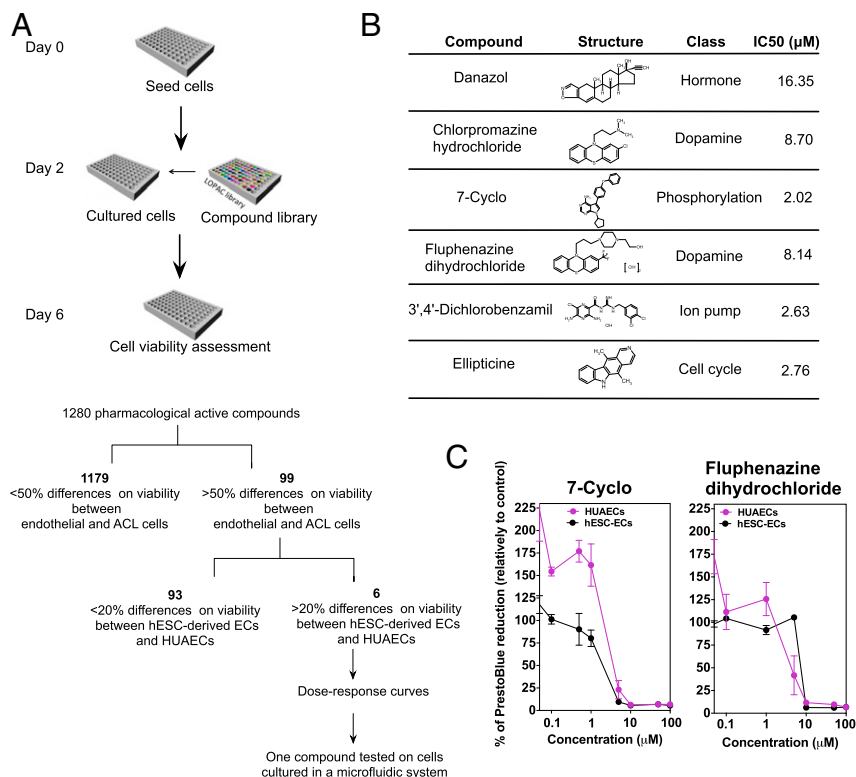 A
Day 0
Seed cells
Day 2
LOPAC library
Cultured cells
Compound library
Day 6
Cell viability assessment
1280 pharmacological active compounds
1179
<50% differences on viability
between
endothelial and ACL cells
99
>50% differences on viability
between
endothelial and ACL cells
93
<20% differences on viability
between hESC-derived ECs
and HUAECs
6
>20% differences on viability
between hESC-derived ECs
and HUAECs
Dose-response curves
One compound tested on cells
cultured in a microfluidic system
B
Compound Structure Class IC50 (µM)
Danazol Hormone 16.35
Chlorpromazine
hydrochloride Dopamine 8.70
7-Cyclo Phosphorylation 2.02
Fluphenazine
dihydrochloride Dopamine 8.14
3',4'-Dichlorobenzamil Ion pump 2.63
Ellipticine Cell cycle 2.76
C
7-Cyclo
% of PrestoBlue reduction (relatively to control)
225
200
175
150
125
100
75
50
25
0
HUAECs
hESC-ECs
0.1 1 10 100
Concentration (µM)
Fluphenazine
dihydrochloride
225
200
175
150
125
100
75
50
25
0
HUAECs
hESC-ECs
0.1 1 10 100
Concentration (µM)